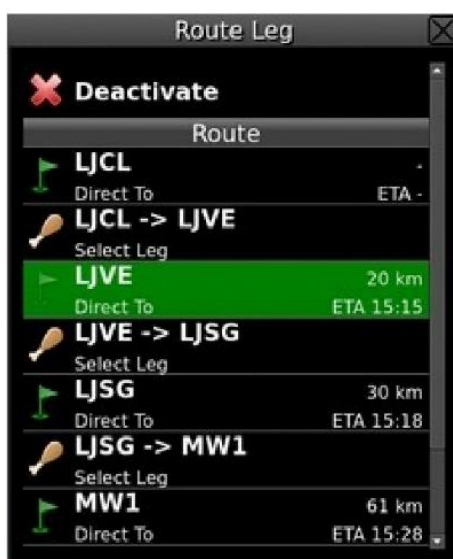 Route Leg
Deactivate
Route
LJCL -
Direct To ETA -
LJCL -> LJVE
Select Leg
LJVE 20 km
Direct To ETA 15:15
LJVE -> LJSG
Select Leg
LJSG 30 km
Direct To ETA 15:18
LJSG -> MW1
Select Leg
MW1 61 km
Direct To ETA 15:28